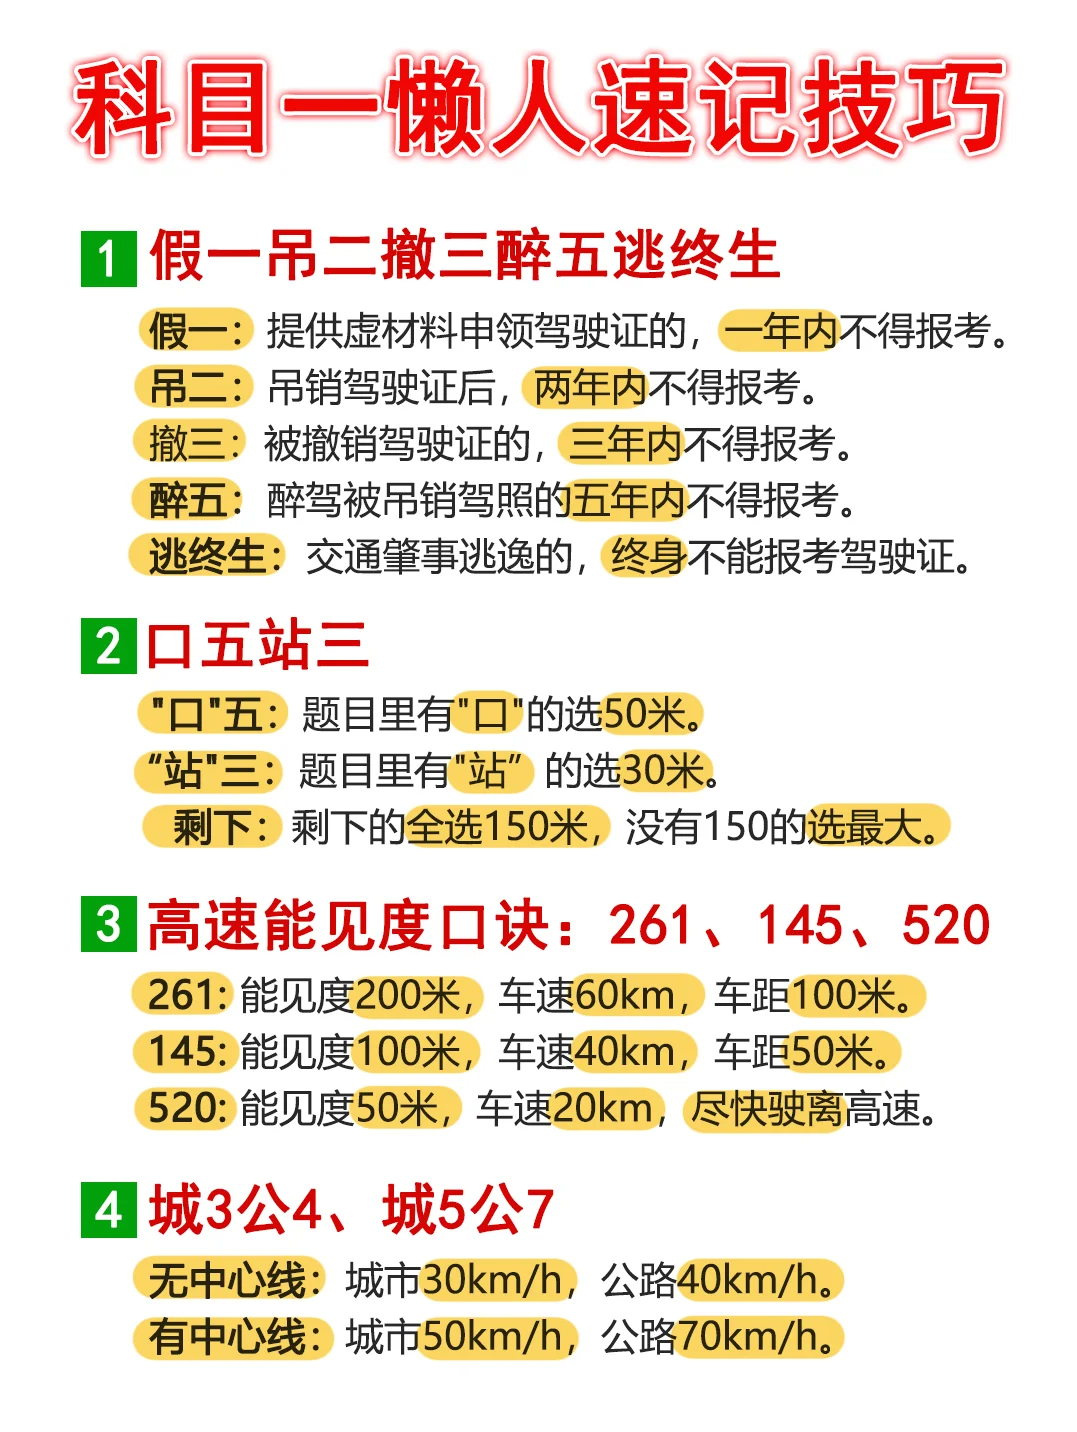 科目一懒人速记技巧
1 假一吊二撤三醉五逃终生
假一：提供虚材料申领驾驶证的，一年内不得报考。
吊二：吊销驾驶证后，两年内不得报考。
撤三：被撤销驾驶证的，三年内不得报考。
醉五：醉驾被吊销驾照的五年内不得报考。
逃终生：交通肇事逃逸的，终身不能报考驾驶证。
2 口五站三
"口"五：题目里有"口"的选50米。
“站"三：题目里有"站” 的选30米。
剩下：剩下的全选150米，没有150的选最大。
3 高速能见度口诀：261、145、520
261: 能见度200米，车速60km，车距100米。
145: 能见度100米，车速40km，车距50米。
520: 能见度50米，车速20km，尽快驶离高速。
4 城3公4、城5公7
无中心线：城市30km/h，公路40km/h。
有中心线：城市50km/h，公路70km/h。